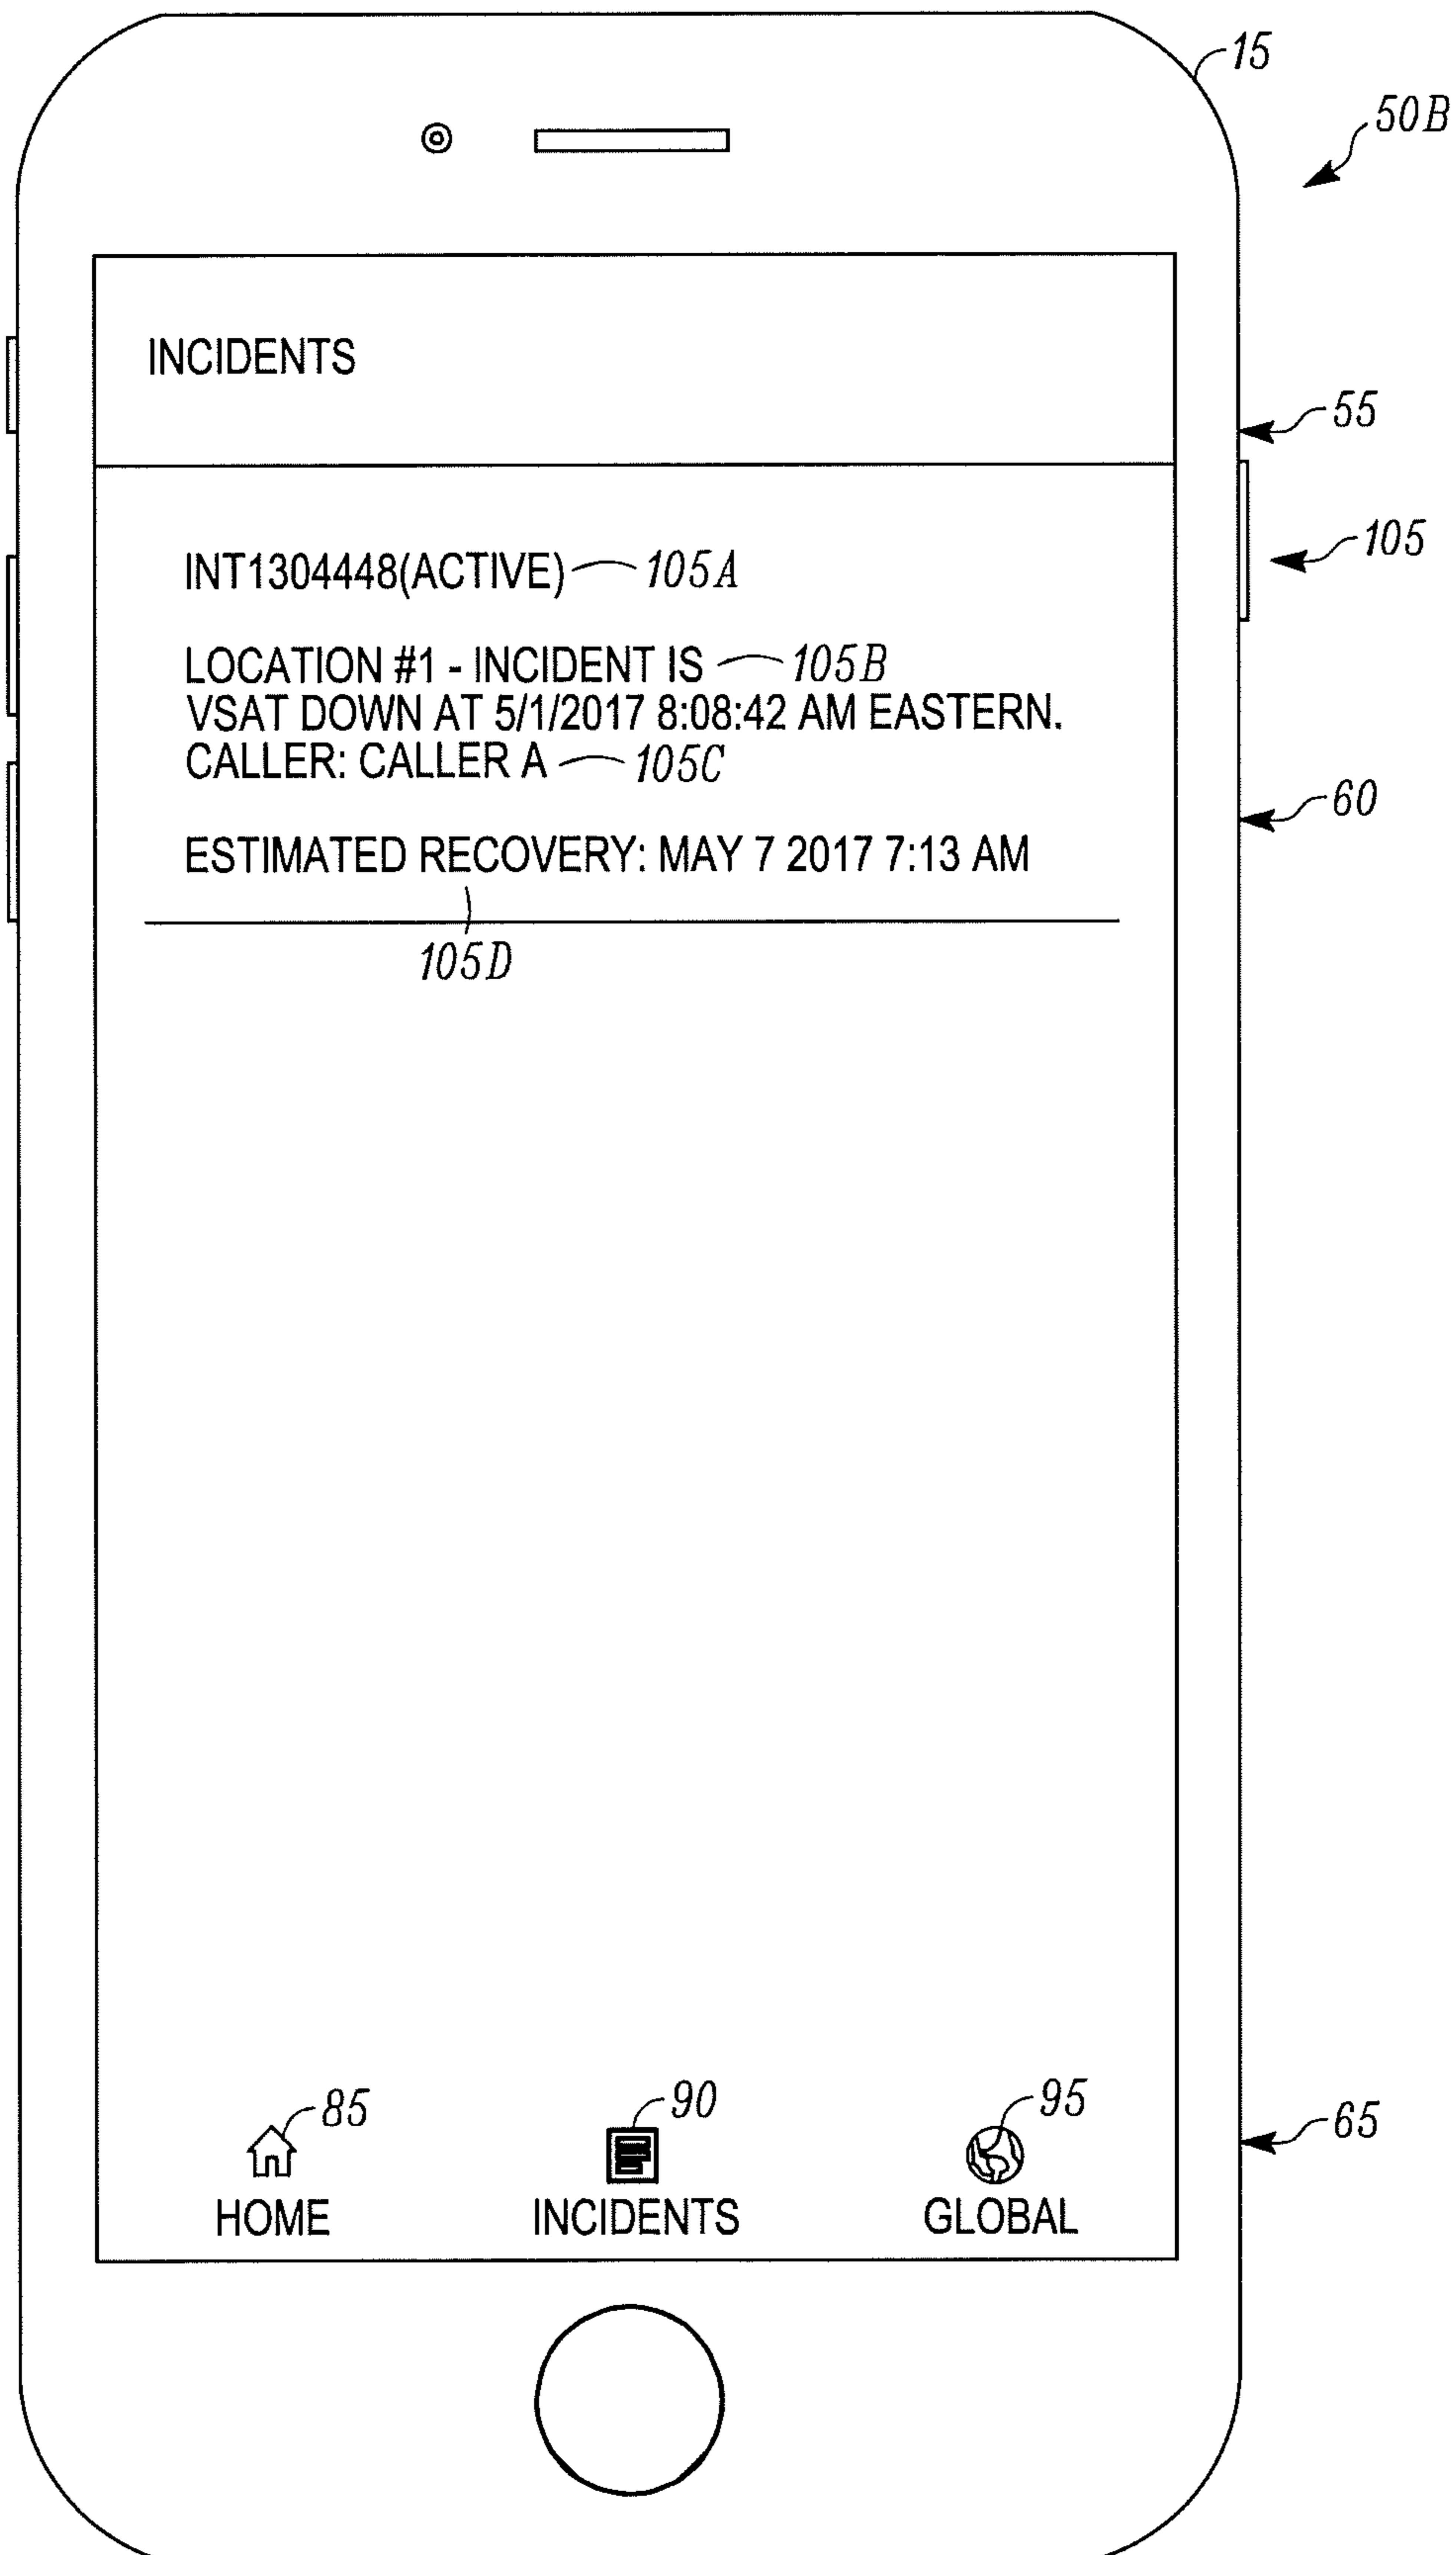 15
50B
INCIDENTS
55
INT1304448(ACTIVE) 105A
105
LOCATION #1 - INCIDENT IS 105B
VSAT DOWN AT 5/1/2017 8:08:42 AM EASTERN.
CALLER: CALLER A 105C
60
ESTIMATED RECOVERY: MAY 7 2017 7:13 AM
105D
85 90 95 65
HOME INCIDENTS GLOBAL